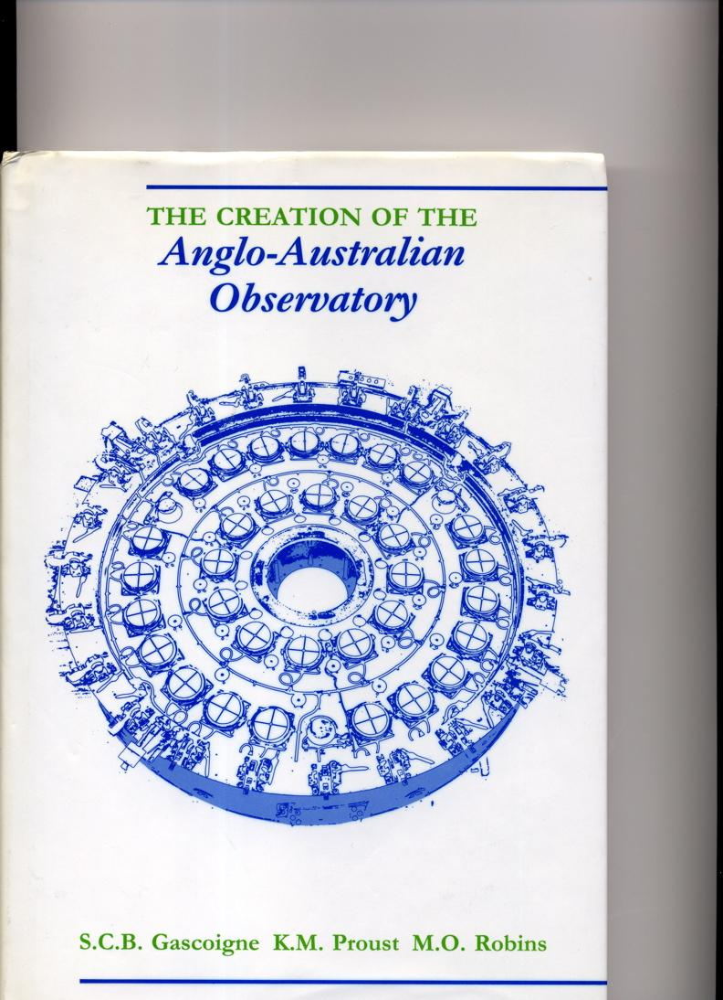 THE CREATION OF THE
Anglo-Australian
Observatory
S.C.B. Gascoigne K.M. Proust M.O. Robins